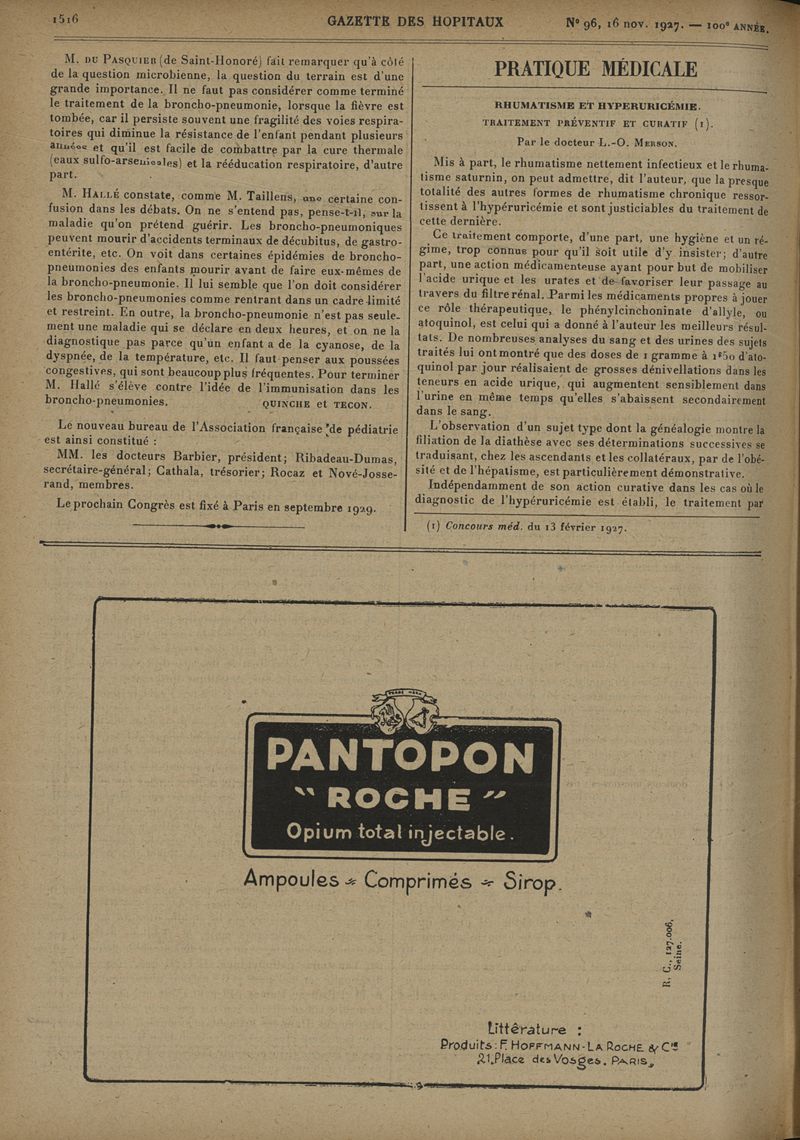 1516
GAZETTE DES HOPITAUX
N° 96, 16 nov. 1927. — 100e ANNÉE.
M. DU PASQUIER (de Saint-Honoré) fait remarquer qu'à côté
de la question microbienne, la question du terrain est d'une
grande importance. Il ne faut pas considérer comme terminé
le traitement de la broncho-pneumonie, lorsque la fièvre est
tombée, car il persiste souvent une fragilité des voies respira-
toires qui diminue la résistance de l'enfant pendant plusieurs
années et qu'il est facile de combattre par la cure thermale
(eaux sulfo-arsenicales) et la rééducation respiratoire, d'autre
part.
M. HALLÉ constate, comme M. Taillens, une certaine con-
fusion dans les débats. On ne s'entend pas, pense-t-il, sur la
maladie qu'on prétend guérir. Les broncho-pneumoniques
peuvent mourir d'accidents terminaux de décubitus, de gastro-
entérite, etc. On voit dans certaines épidémies de broncho-
pneumonies des enfants mourir avant de faire eux-mêmes de
la broncho-pneumonie. Il lui semble que l'on doit considérer
les broncho-pneumonies comme rentrant dans un cadre limité
et restreint. En outre, la broncho-pneumonie n'est pas seule-
ment une maladie qui se déclare en deux heures, et on ne la
diagnostique pas parce qu'un enfant a de la cyanose, de la
dyspnée, de la température, etc. Il faut penser aux poussées
congestives, qui sont beaucoup plus fréquentes. Pour terminer
M. Hallé s'élève contre l'idée de l'immunisation dans les
broncho-pneumonies. QUINCHE et TECON.
Le nouveau bureau de l'Association française de pédiatrie
est ainsi constitué :
MM. les docteurs Barbier, président; Ribadeau-Dumas,
secrétaire-général; Cathala, trésorier; Rocaz et Nové-Josse-
rand, membres.
Le prochain Congrès est fixé à Paris en septembre 1929.
PRATIQUE MÉDICALE
RHUMATISME ET HYPERURICÉMIE.
TRAITEMENT PRÉVENTIF ET CURATIF (1).
Par le docteur L.-O. MERSON.
Mis à part, le rhumatisme nettement infectieux et le rhuma-
tisme saturnin, on peut admettre, dit l'auteur, que la presque
totalité des autres formes de rhumatisme chronique ressor-
tissent à l'hypéruricémie et sont justiciables du traitement de
cette dernière.
Ce traitement comporte, d'une part, une hygiène et un ré-
gime, trop connus pour qu'il soit utile d'y insister; d'autre
part, une action médicamenteuse ayant pour but de mobiliser
l'acide urique et les urates et de favoriser leur passage au
travers du filtre rénal. Parmi les médicaments propres à jouer
ce rôle thérapeutique, le phénylcinchoninate d'allyle, ou
atoquinol, est celui qui a donné à l'auteur les meilleurs résul-
tats. De nombreuses analyses du sang et des urines des sujets
traités lui ont montré que des doses de 1 gramme à 1g50 d'ato-
quinol par jour réalisaient de grosses dénivellations dans les
teneurs en acide urique, qui augmentent sensiblement dans
l'urine en même temps qu'elles s'abaissent secondairement
dans le sang.
L'observation d'un sujet type dont la généalogie montre la
filiation de la diathèse avec ses déterminations successives se
traduisant, chez les ascendants et les collatéraux, par de l'obé-
sité et de l'hépatisme, est particulièrement démonstrative.
Indépendamment de son action curative dans les cas où le
diagnostic de l'hypéruricémie est établi, le traitement par
(1) Concours méd. du 13 février 1927.
TRADE MARK
PANTOPON
"ROCHE"
Opium total injectable.
Ampoules * Comprimés * Sirop.
R. C., 127.006,
Seine.
Littérature :
Produits : F. HOFFMANN-LA ROCHE & Cie
21, Place des Vosges, PARIS